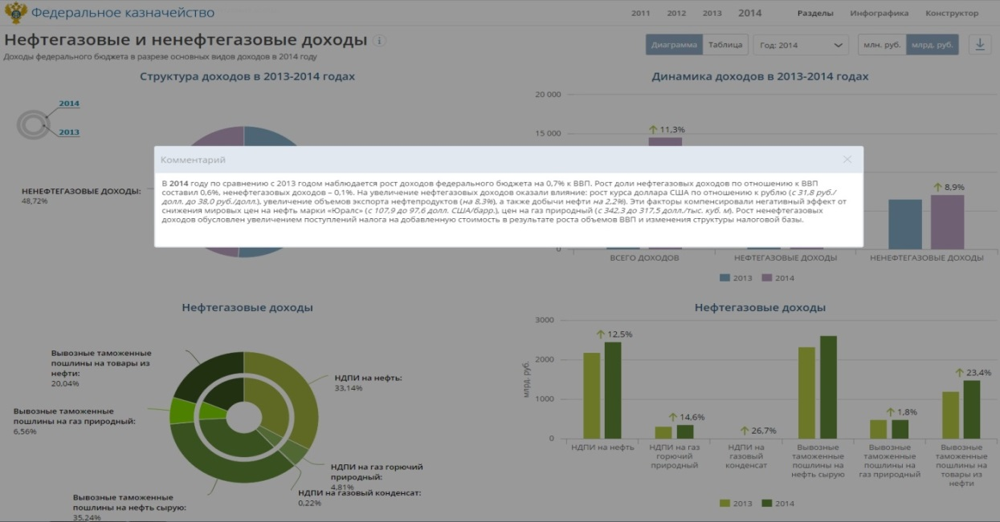 Федеральное казначейство
2011 2012 2013 2014 Разделы Инфографика Конструктор
Нефтегазовые и ненефтегазовые доходы i
Доходы федерального бюджета в разрезе основных видов доходов в 2014 году
Диаграмма Таблица Год: 2014 млн. руб. млрд. руб.
Структура доходов в 2013-2014 годах
2014
2013
НЕНЕФТЕГАЗОВЫЕ ДОХОДЫ:
48,72%
Динамика доходов в 2013-2014 годах
20 000
15 000
0
11,3%
8,9%
ВСЕГО ДОХОДОВ НЕФТЕГАЗОВЫЕ ДОХОДЫ НЕНЕФТЕГАЗОВЫЕ ДОХОДЫ
2013 2014
Комментарий
В 2014 году по сравнению с 2013 годом наблюдается рост доходов федерального бюджета на 0,7% к ВВП. Рост доли нефтегазовых доходов по отношению к ВВП
составил 0,6%, ненефтегазовых доходов – 0,1%. На увеличение нефтегазовых доходов оказали влияние: рост курса доллара США по отношению к рублю (с 31,8 руб./
долл. до 38,0 руб./долл.), увеличение объемов экспорта нефтепродуктов (на 8,3%), а также добычи нефти на 2,2%). Эти факторы компенсировали негативный эффект от
снижения мировых цен на нефть марки «Юралс» (с 107,9 до 97,6 долл. США/барр.), цен на газ природный (с 342,3 до 317,5 долл./тыс. куб. м). Рост ненефтегазовых
доходов обусловлен увеличением поступлений налога на добавленную стоимость в результате роста объемов ВВП и изменения структуры налоговой базы.
Нефтегазовые доходы
Вывозные таможенные
пошлины на товары из
нефти:
20,04%
Вывозные таможенные
пошлины на газ природный:
6,56%
Вывозные таможенные
пошлины на нефть сырую:
35,24%
НДПИ на нефть:
33,14%
НДПИ на газ горючий
природный:
4,81%
НДПИ на газовый конденсат:
0,22%
Нефтегазовые доходы
млрд. руб.
3000
2000
1000
0
12,5%
14,6%
26,7%
1,8%
23,4%
НДПИ на нефть
НДПИ на газ
горючий
природный
НДПИ на
газовый
конденсат
Вывозные
таможенные
пошлины на
нефть сырую
Вывозные
таможенные
пошлины на
газ природный
Вывозные
таможенные
пошлины на
товары из
нефти
2013 2014